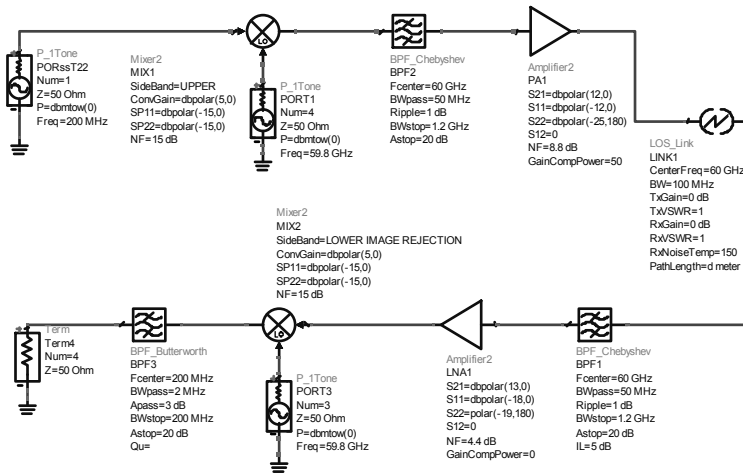 P_1Tone
PORssT22
Num=1
Z=50 Ohm
P=dbmtow(0)
Freq=200 MHz
Mixer2
MIX1
SideBand=UPPER
ConvGain=dbpolar(5,0)
SP11=dbpolar(-15,0)
SP22=dbpolar(-15,0)
NF=15 dB
LO
P_1Tone
PORT1
Num=4
Z=50 Ohm
P=dbmtow(0)
Freq=59.8 GHz
BPF_Chebyshev
BPF2
Fcenter=60 GHz
BWpass=50 MHz
Ripple=1 dB
BWstop=1.2 GHz
Astop=20 dB
Amplifier2
PA1
S21=dbpolar(12,0)
S11=dbpolar(-12,0)
S22=dbpolar(-25,180)
S12=0
NF=8.8 dB
GainCompPower=50
LOS_Link
LINK1
CenterFreq=60 GHz
BW=100 MHz
TxGain=0 dB
TxVSWR=1
RxGain=0 dB
RxVSWR=1
RxNoiseTemp=150
PathLength=d meter
Term
Term4
Num=4
Z=50 Ohm
BPF_Butterworth
BPF3
Fcenter=200 MHz
BWpass=2 MHz
Apass=3 dB
BWstop=200 MHz
Astop=20 dB
Qu=
Mixer2
MIX2
SideBand=LOWER IMAGE REJECTION
ConvGain=dbpolar(5,0)
SP11=dbpolar(-15,0)
SP22=dbpolar(-15,0)
NF=15 dB
LO
P_1Tone
PORT3
Num=3
Z=50 Ohm
P=dbmtow(0)
Freq=59.8 GHz
Amplifier2
LNA1
S21=dbpolar(13,0)
S11=dbpolar(-18,0)
S22=polar(-19,180)
S12=0
NF=4.4 dB
GainCompPower=0
BPF_Chebyshev
BPF1
Fcenter=60 GHz
BWpass=50 MHz
Ripple=1 dB
BWstop=1.2 GHz
Astop=20 dB
IL=5 dB